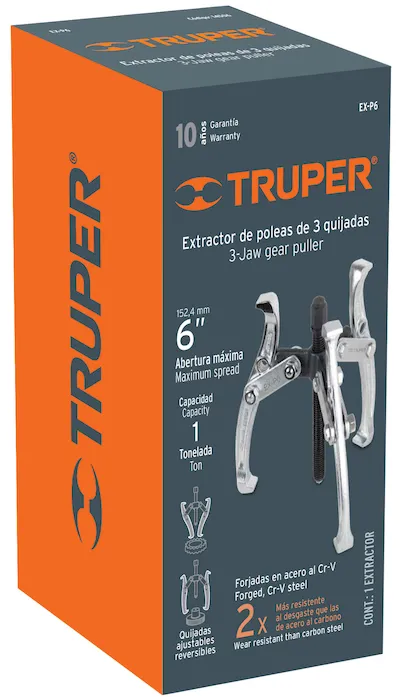 TRUPER®
Extractor de poleas de 3 quijadas
3-Jaw gear puller
EX-P6
EX-P6
10 años
Garantía
Warranty
TRUPER®
Extractor de poleas de 3 quijadas
3-Jaw gear puller
152,4 mm
6"
Abertura máxima
Maximum spread
Capacidad
Capacity
1
Tonelada
Ton
Quijadas
ajustables
reversibles
Forjadas en acero al Cr-V
Forged, Cr-V steel
2x
Más resistente
al desgaste que las
de acero al carbono
Wear resistant than carbon steel
CONT.: 1 EXTRACTOR
TRUPER®